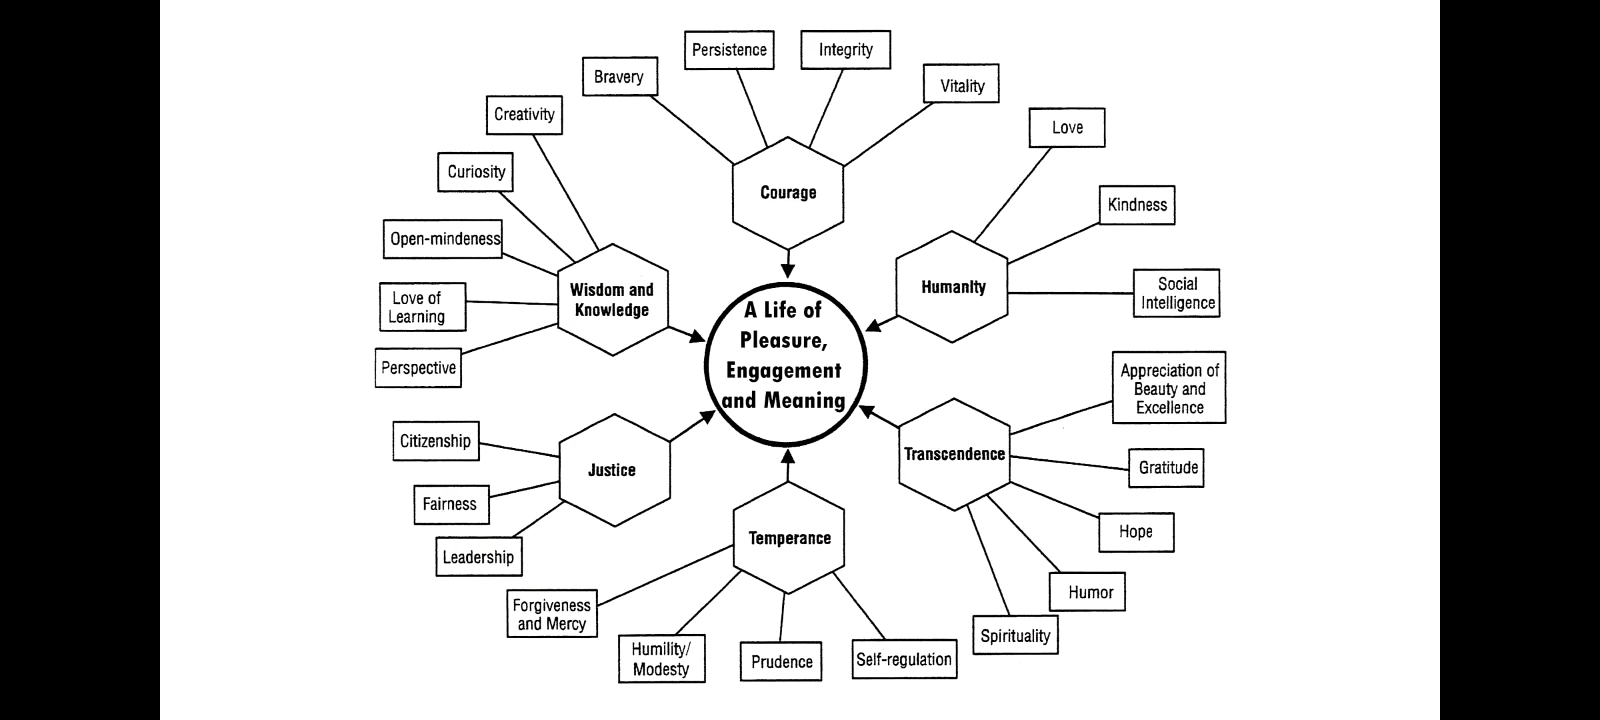 Persistence
Integrity
Bravery
Vitality
Creativity
Love
Curiosity
Courage
Kindness
Open-mindeness
Wisdom and
Knowledge
Humanity
Social
Intelligence
Love of
Learning
A Life of
Pleasure,
Engagement
and Meaning
Perspective
Appreciation of
Beauty and
Excellence
Citizenship
Justice
Transcendence
Gratitude
Fairness
Hope
Leadership
Temperance
Humor
Forgiveness
and Mercy
Spirituality
Humility/
Modesty
Prudence
Self-regulation